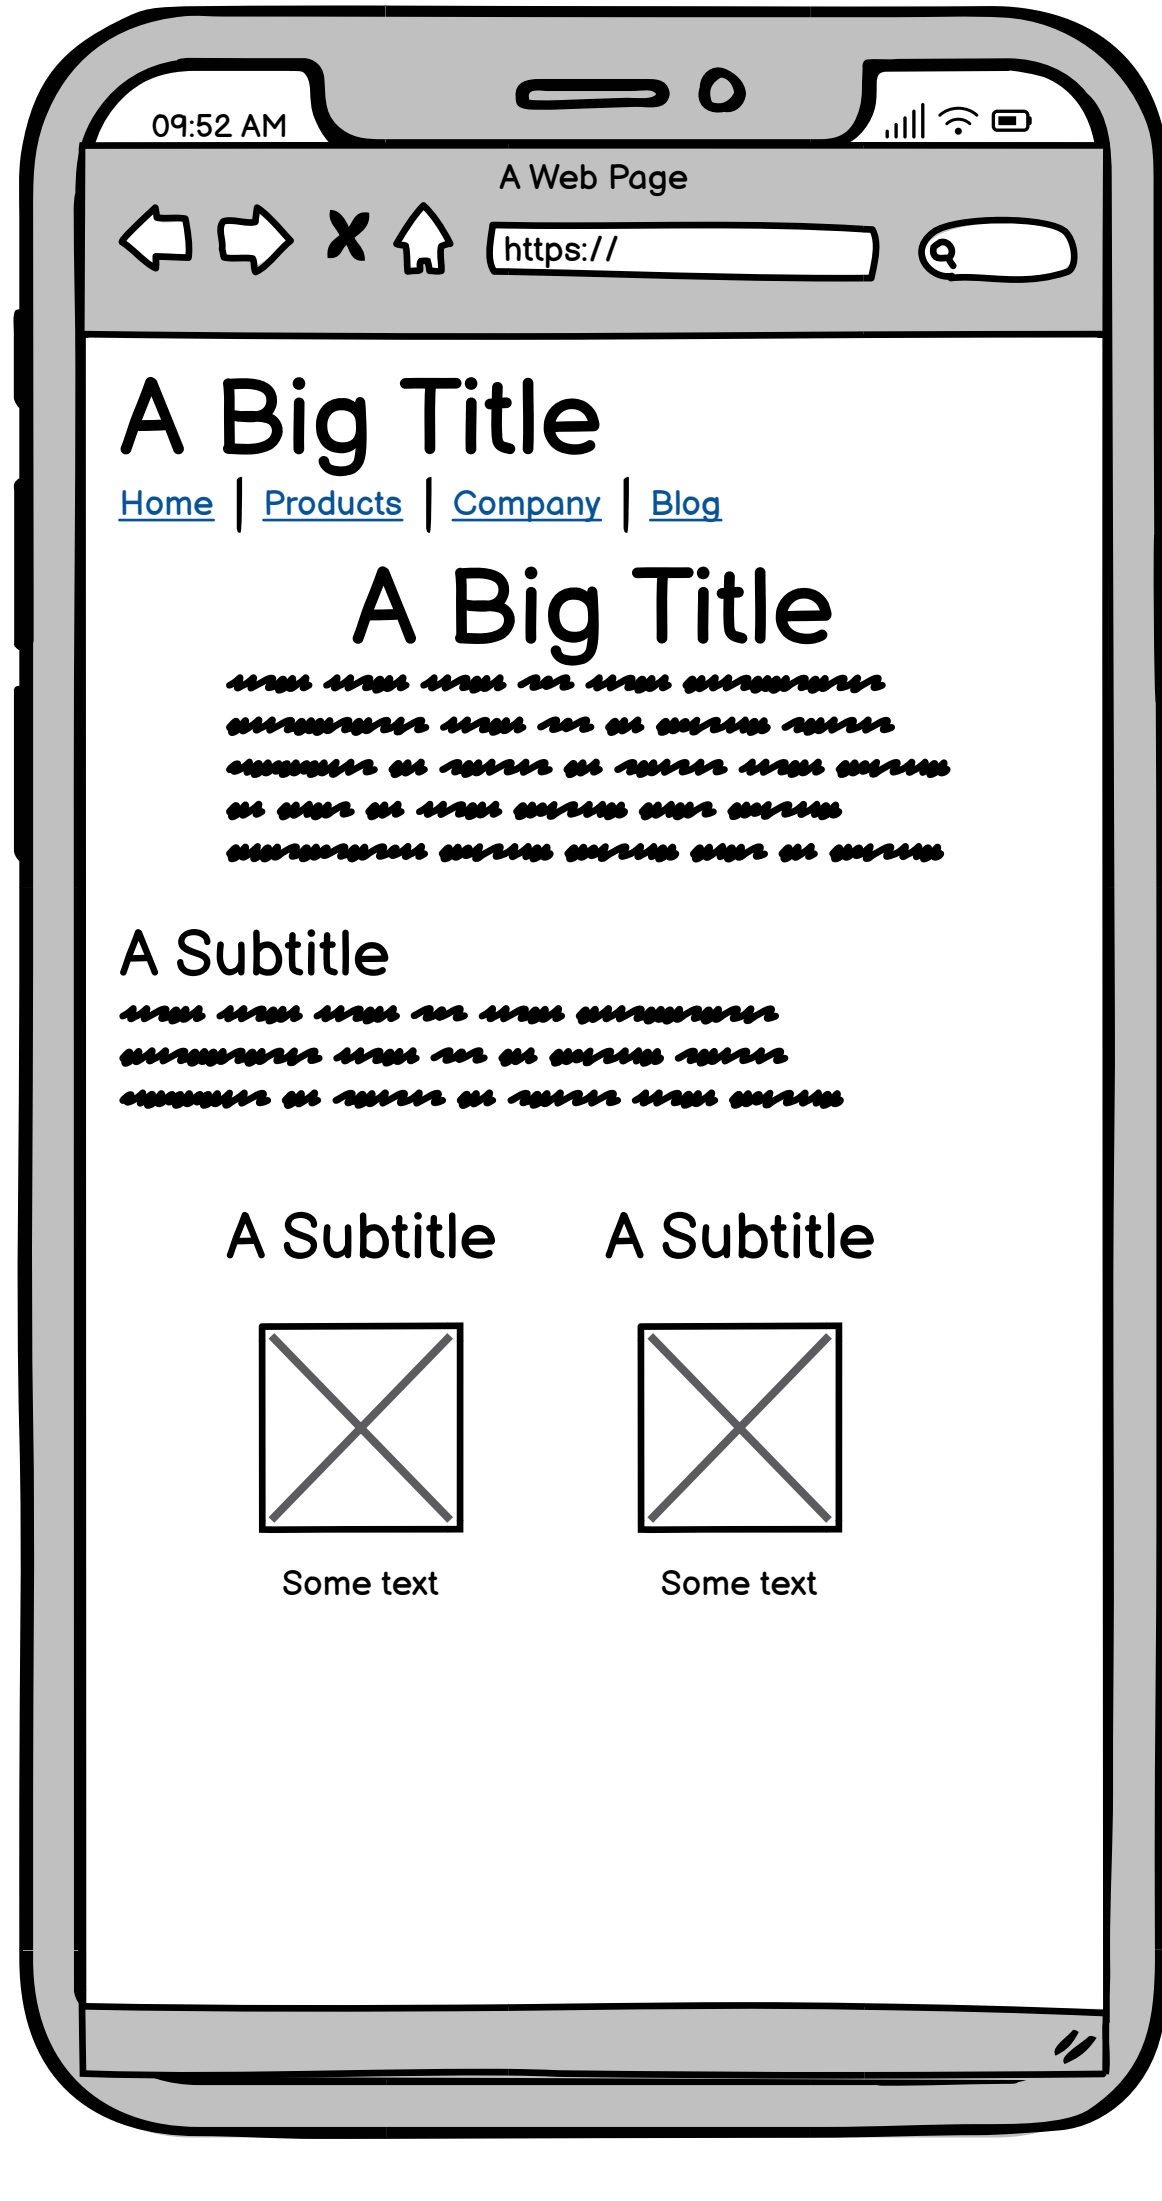 09:52 AM
A Web Page
https://
A Big Title
Home | Products | Company | Blog
A Big Title
A Subtitle
A Subtitle A Subtitle
Some text Some text